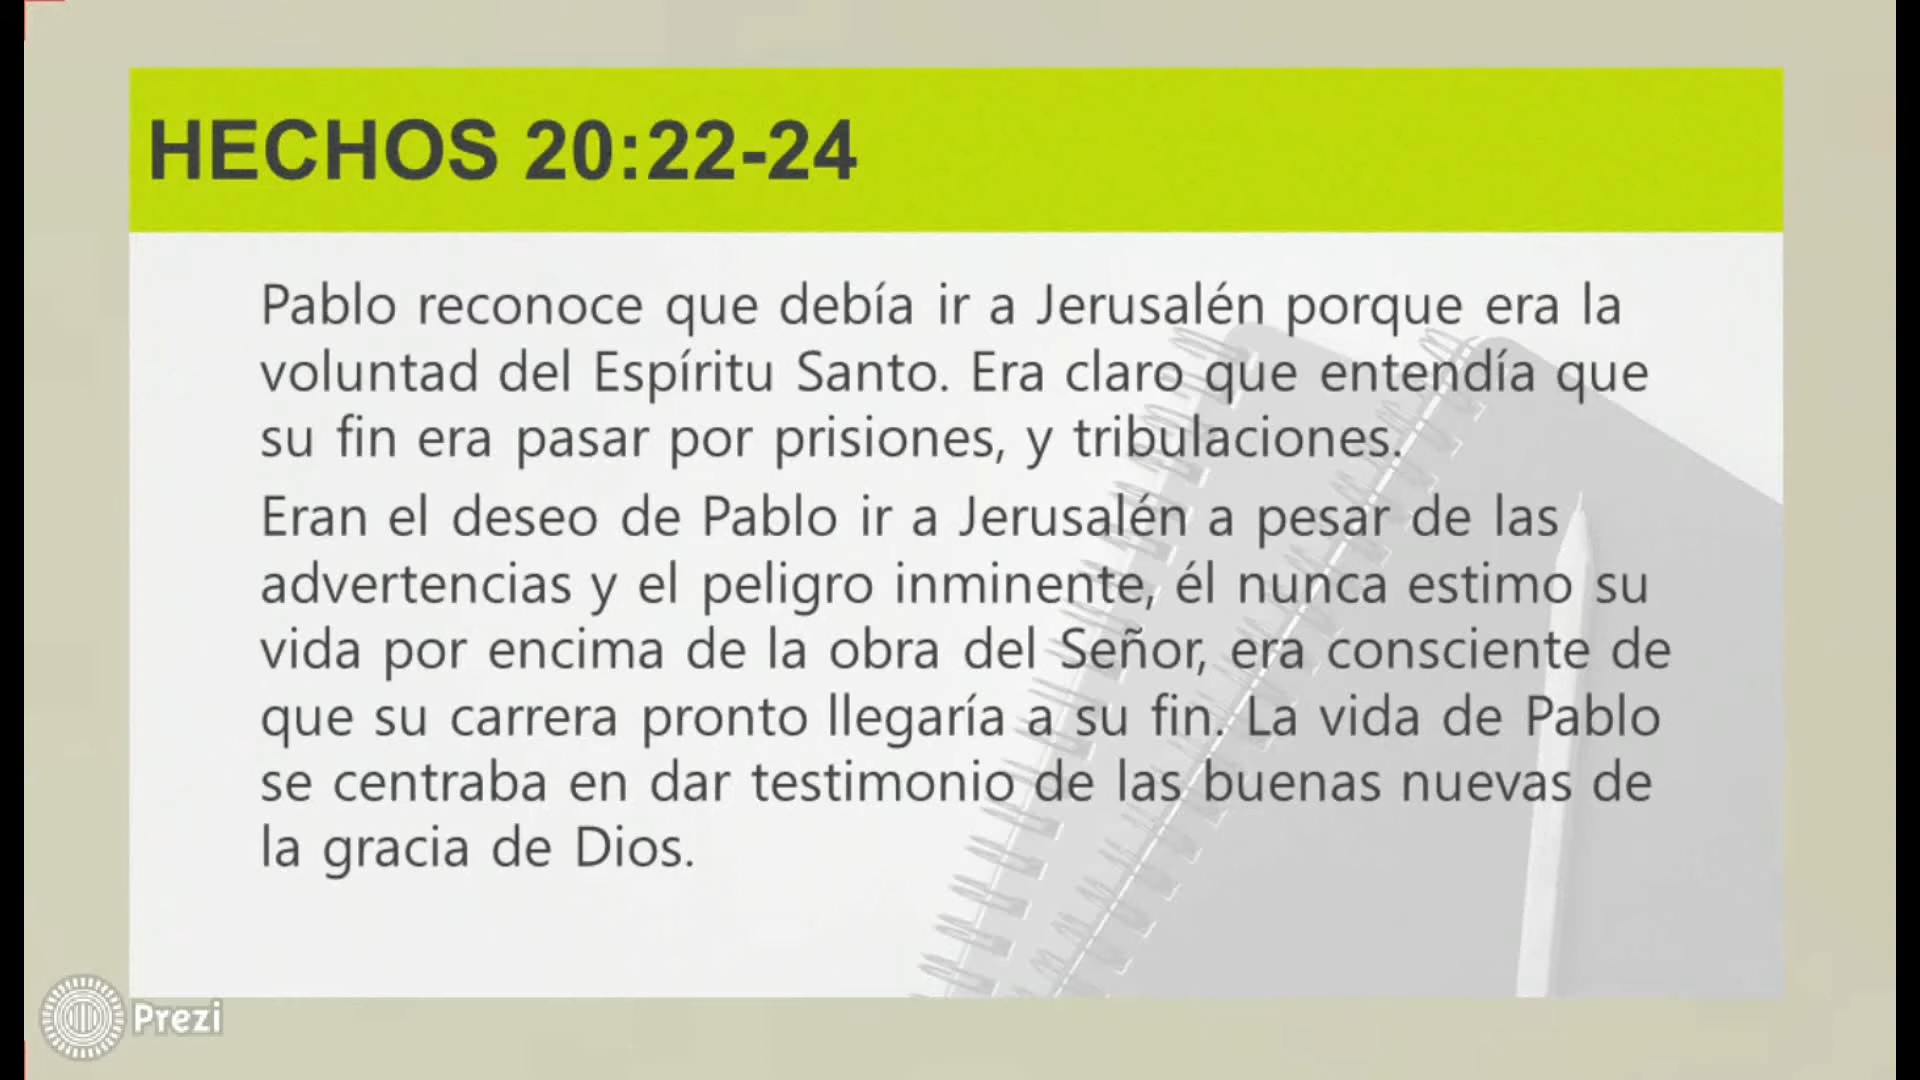 HECHOS 20:22-24
Pablo reconoce que debía ir a Jerusalén porque era la
voluntad del Espíritu Santo. Era claro que entendía que
su fin era pasar por prisiones, y tribulaciones.
Eran el deseo de Pablo ir a Jerusalén a pesar de las
advertencias y el peligro inminente, él nunca estimo su
vida por encima de la obra del Señor, era consciente de
que su carrera pronto llegaría a su fin. La vida de Pablo
se centraba en dar testimonio de las buenas nuevas de
la gracia de Dios.
Prezi